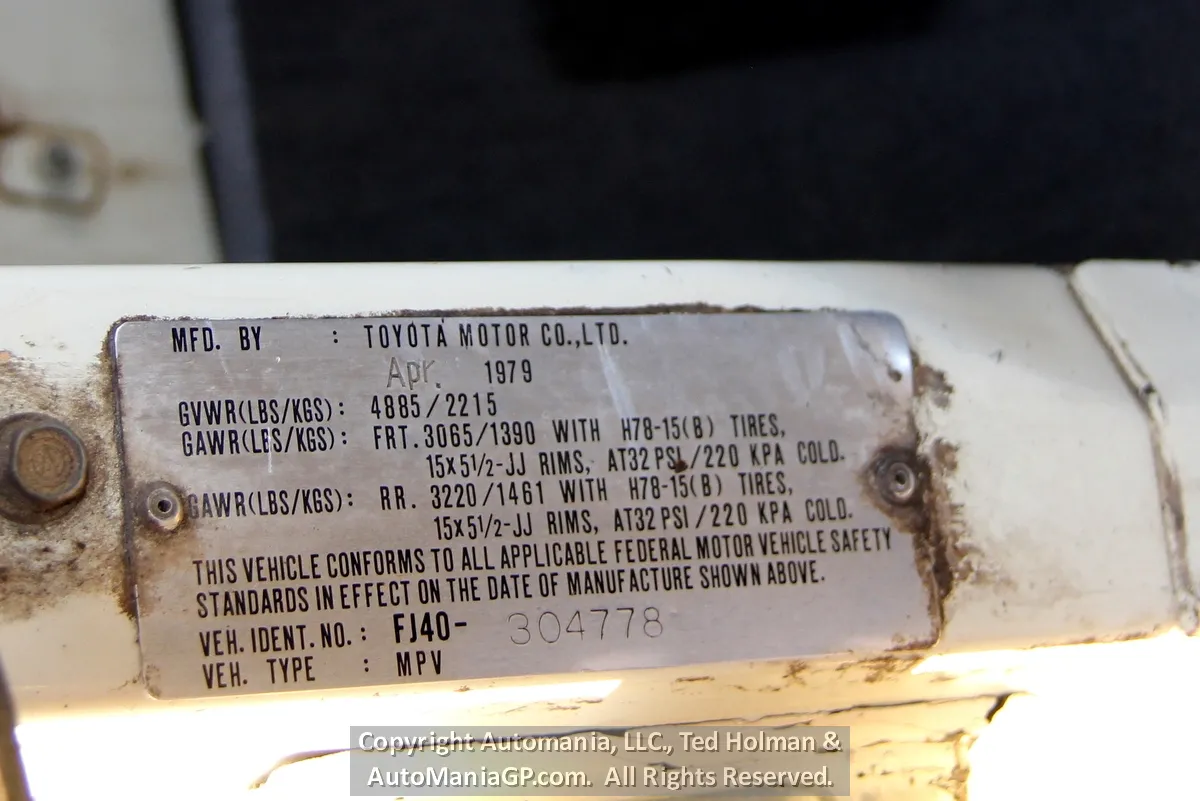 MFD. BY : TOYOTA MOTOR CO.,LTD.
Apr. 1979
GVWR(LBS/KGS): 4885/2215
GAWR(LBS/KGS): FRT. 3065/1390 WITH H78-15(B) TIRES,
15x5½-JJ RIMS, AT32 PSI/220 KPA COLD.
GAWR(LBS/KGS): RR. 3220/1461 WITH H78-15(B) TIRES,
15x5½-JJ RIMS, AT32 PSI/220 KPA COLD.
THIS VEHICLE CONFORMS TO ALL APPLICABLE FEDERAL MOTOR VEHICLE SAFETY
STANDARDS IN EFFECT ON THE DATE OF MANUFACTURE SHOWN ABOVE.
VEH. IDENT. NO. : FJ40- 304778
VEH. TYPE : MPV
Copyright Automania, LLC., Ted Holman &
AutoManiaGP.com. All Rights Reserved.